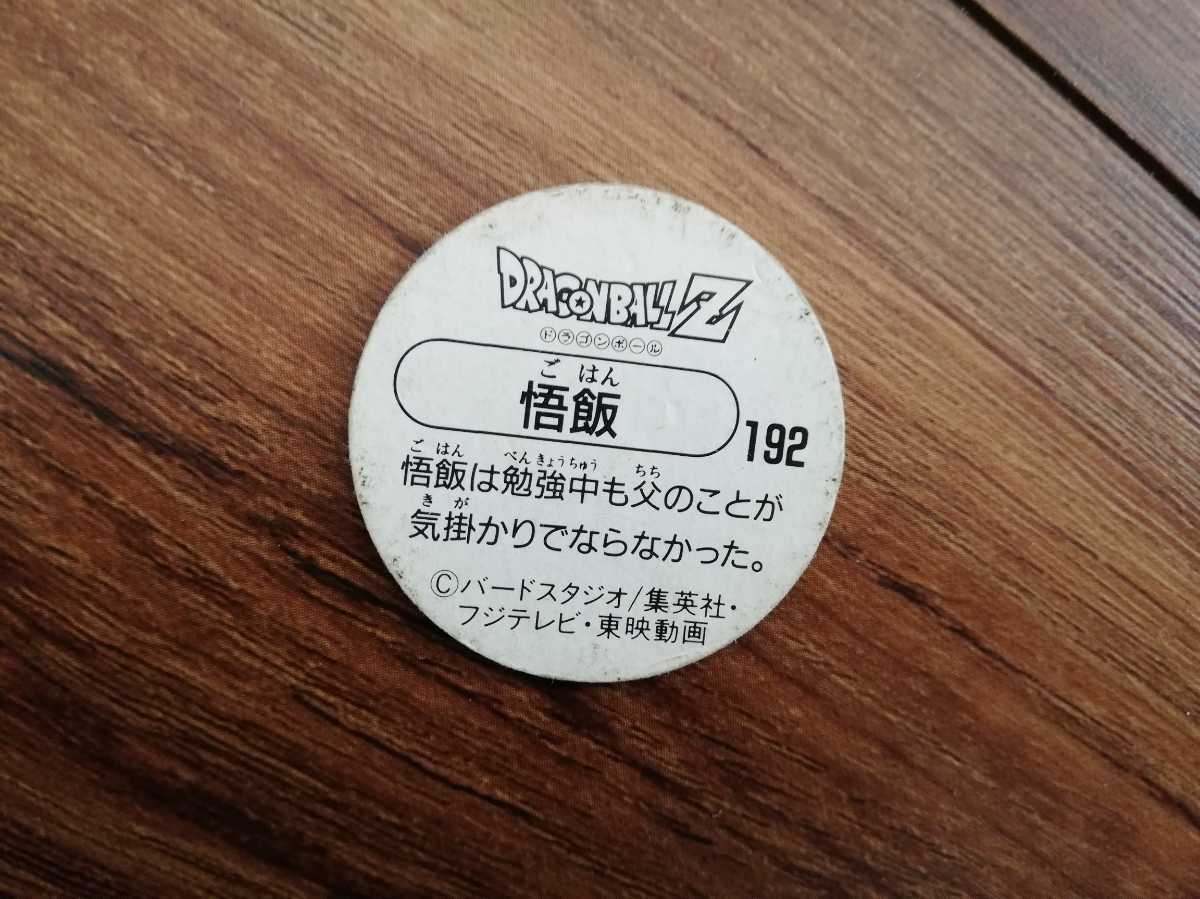 DRAGONBALL Z
ドラゴンボール
ごはん
悟飯
192
ごはん べんきょうちゅう ちち
悟飯は勉強中も父のことが
きが
気掛かりでならなかった。
Ⓒバードスタジオ/集英社・
フジテレビ・東映動画